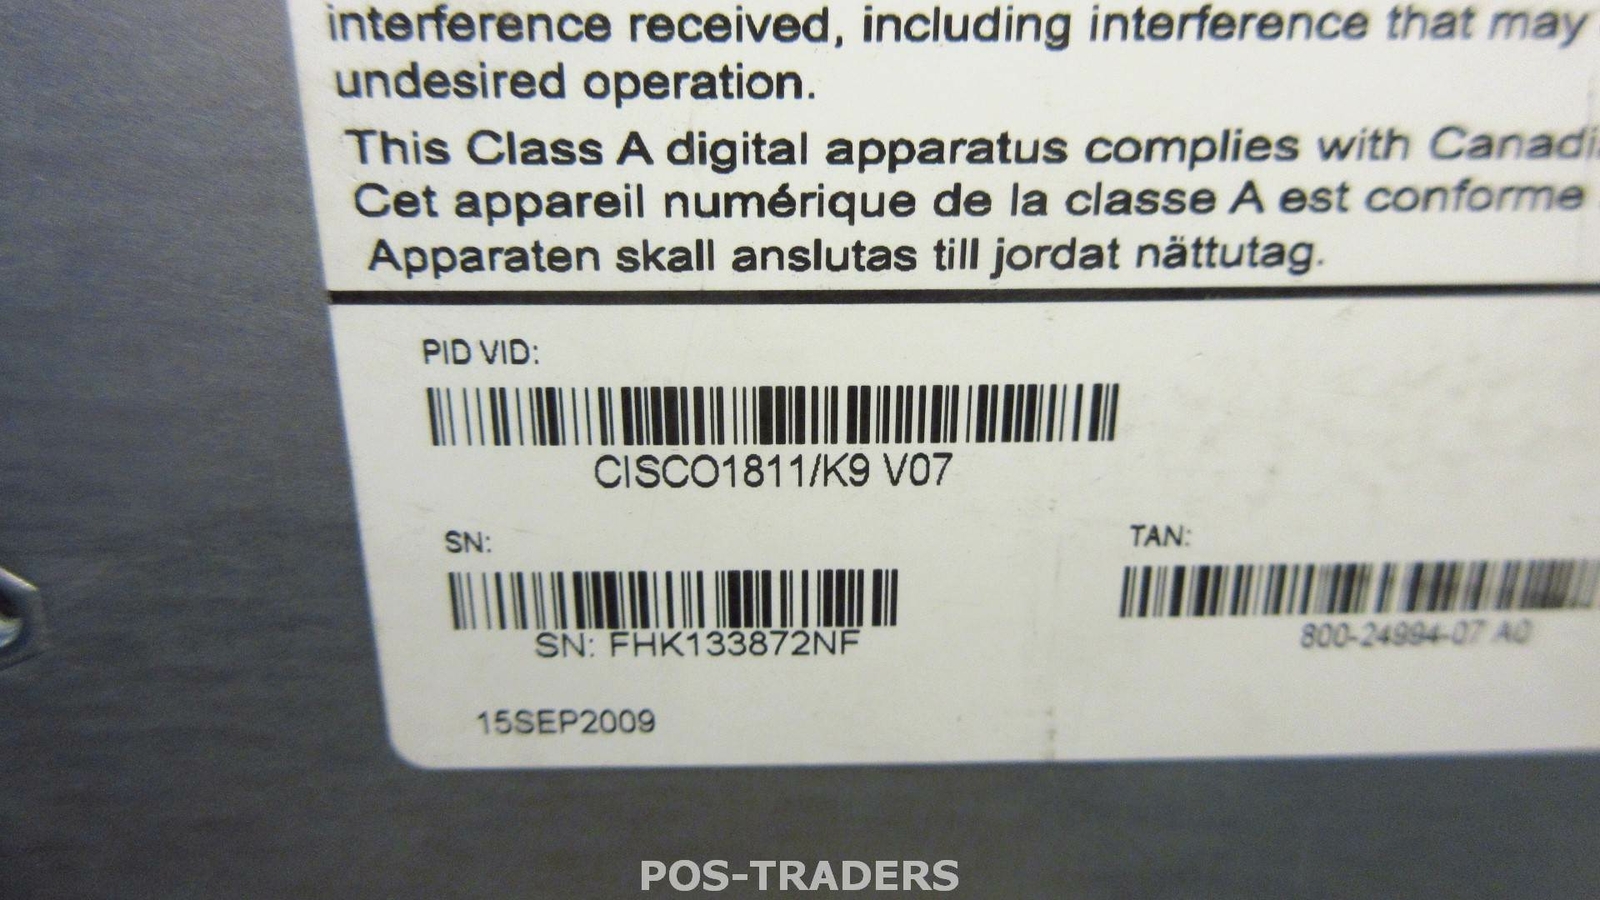 interference received, including interference that may
undesired operation.
This Class A digital apparatus complies with
Cet appareil numérique de la classe A est conforme
Apparaten skall anslutas till jordat nättutag.
PID VID:
CISCO1811/K9 V07
SN:
TAN:
SN: FHK133872NF
800-24994-07 A0
15SEP2009
POS-TRADERS